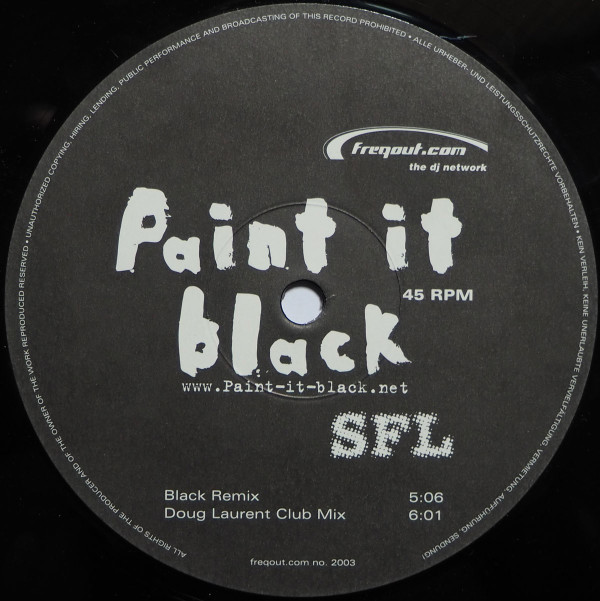 ALL RIGHTS OF THE PRODUCER AND OF THE OWNER OF THE WORK REPRODUCED RESERVED • UNAUTHORIZED COPYING, HIRING, LENDING, PUBLIC PERFORMANCE AND BROADCASTING OF THIS RECORD PROHIBITED • ALLE URHEBER- UND LEISTUNGSSCHUTZRECHTE VORBEHALTEN • KEIN VERLEIH, KEINE UNERLAUBTE VERVIELFÄLTIGUNG, VERMIETUNG, AUFFÜHRUNG, SENDUNG!
freqout.com
the dj network
Paint it
45 RPM
black
www.Paint-it-black.net
SFL
Black Remix 5:06
Doug Laurent Club Mix 6:01
freqout.com no. 2003